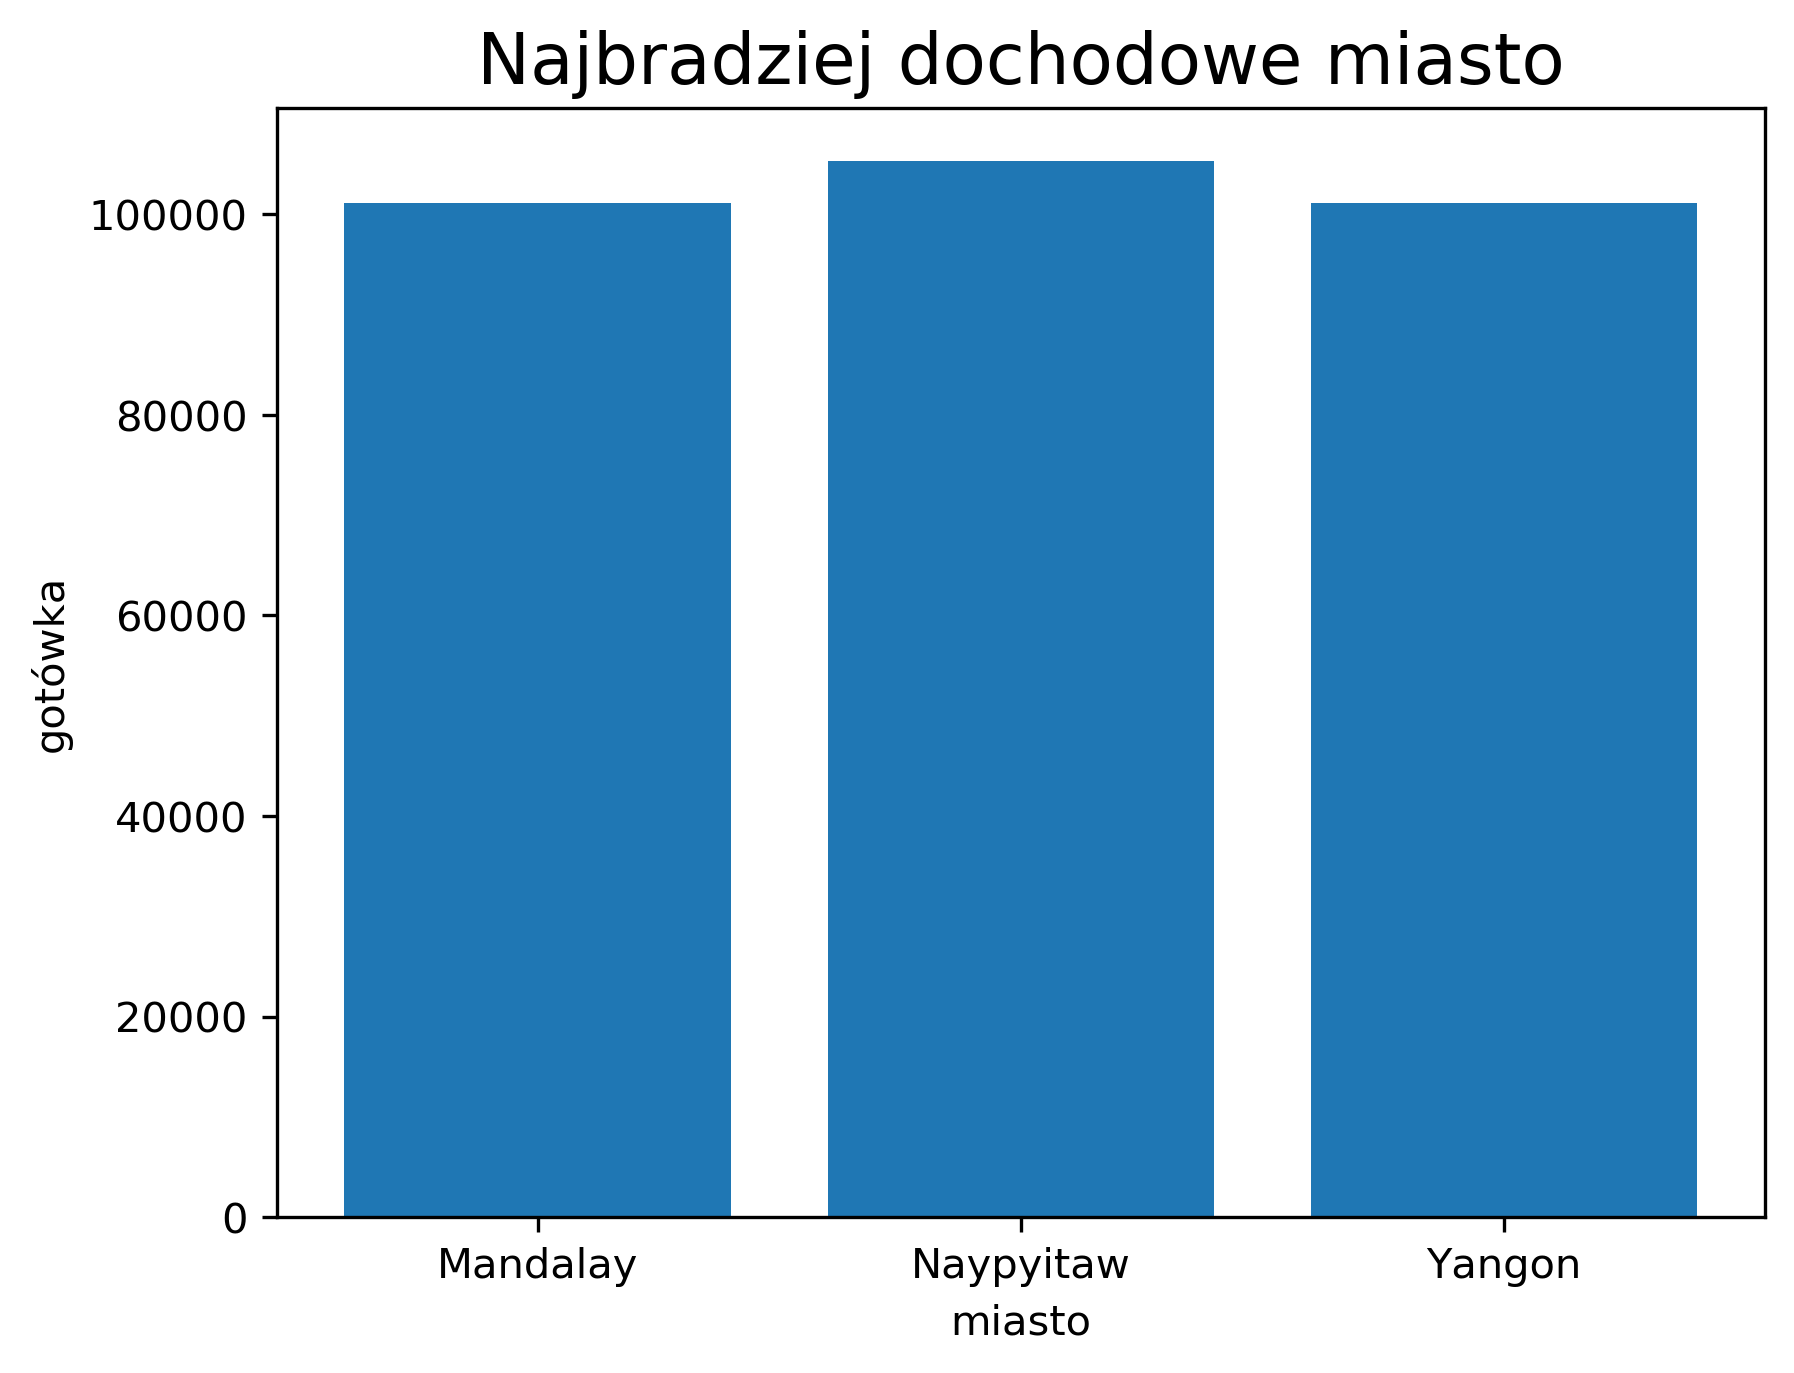 Najbradziej dochodowe miasto
gotówka
100000
80000
60000
40000
20000
0
Mandalay Naypyitaw Yangon
miasto